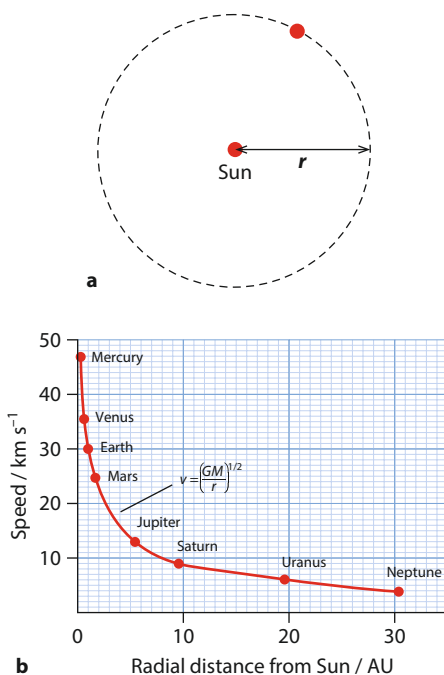 r
Sun
a
50
Mercury
40
Venus
30
Earth
Mars
v = (GM/r)^1/2
20
Jupiter
Saturn
10
Uranus
Neptune
0
10
20
30
Speed / km s⁻¹
b
Radial distance from Sun / AU